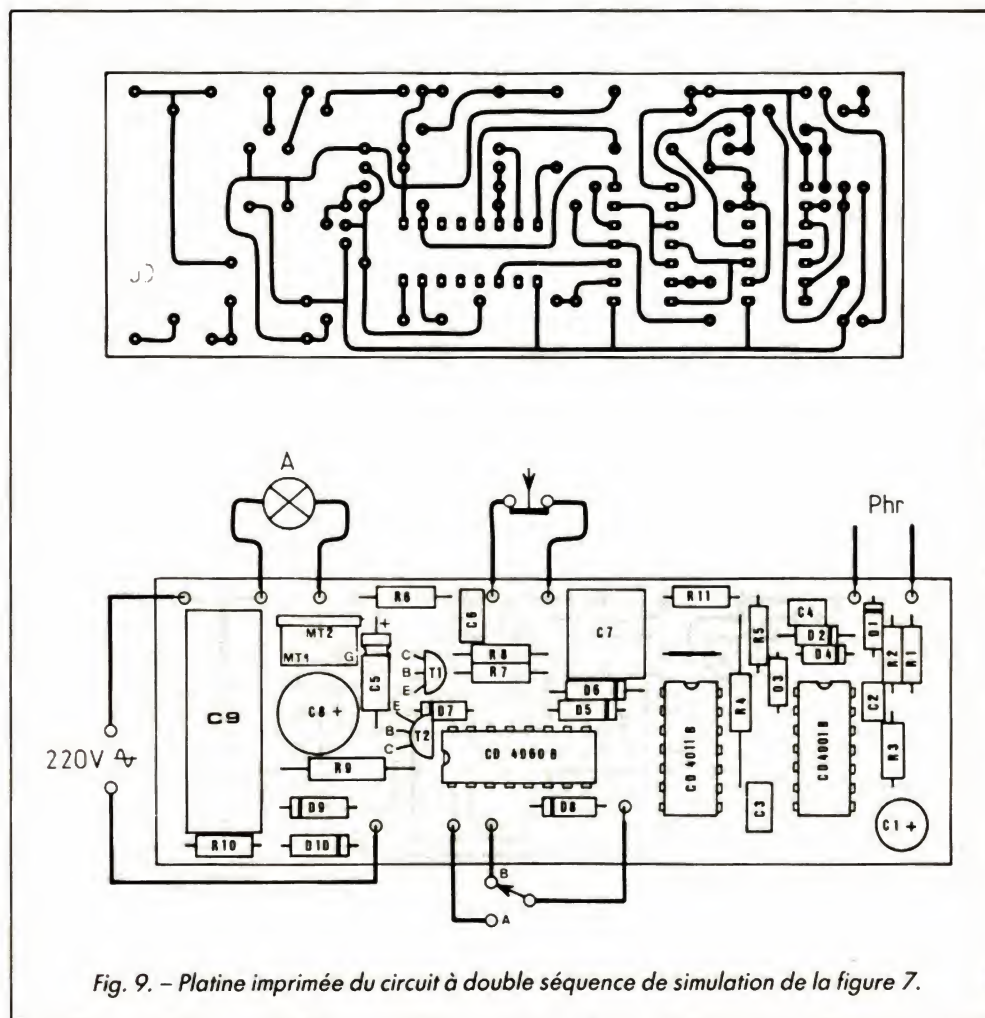 A
Phr
R6
C6
C7
R11
R5
C4
D2
D4
D1
R2
R1
MT2
MT1
G
+
C5
C
B
E
T1
R8
R7
D6
D5
D7
R4
D3
C2
R3
C9
C8 +
E
B
C
T2
220V
R9
CD 4060 B
CD 4011 B
CD4001 B
D9
D8
C3
C1 +
R10
D10
B
A
Fig. 9. – Platine imprimée du circuit à double séquence de simulation de la figure 7.